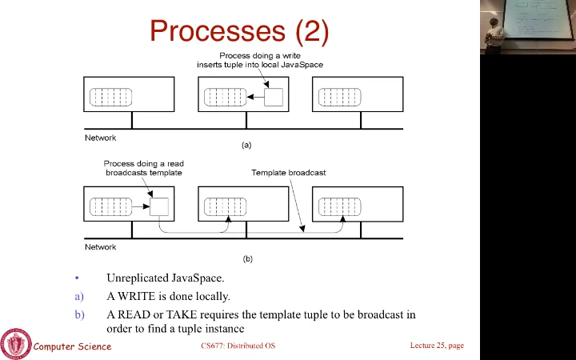 Processes (2)
Process doing a write
inserts tuple into local JavaSpace
Network
(a)
Process doing a read
broadcasts template
Template broadcast
Network
(b)
• Unreplicated JavaSpace.
a) A WRITE is done locally.
b) A READ or TAKE requires the template tuple to be broadcast in
order to find a tuple instance
Computer Science
CS677: Distributed OS
Lecture 25, page